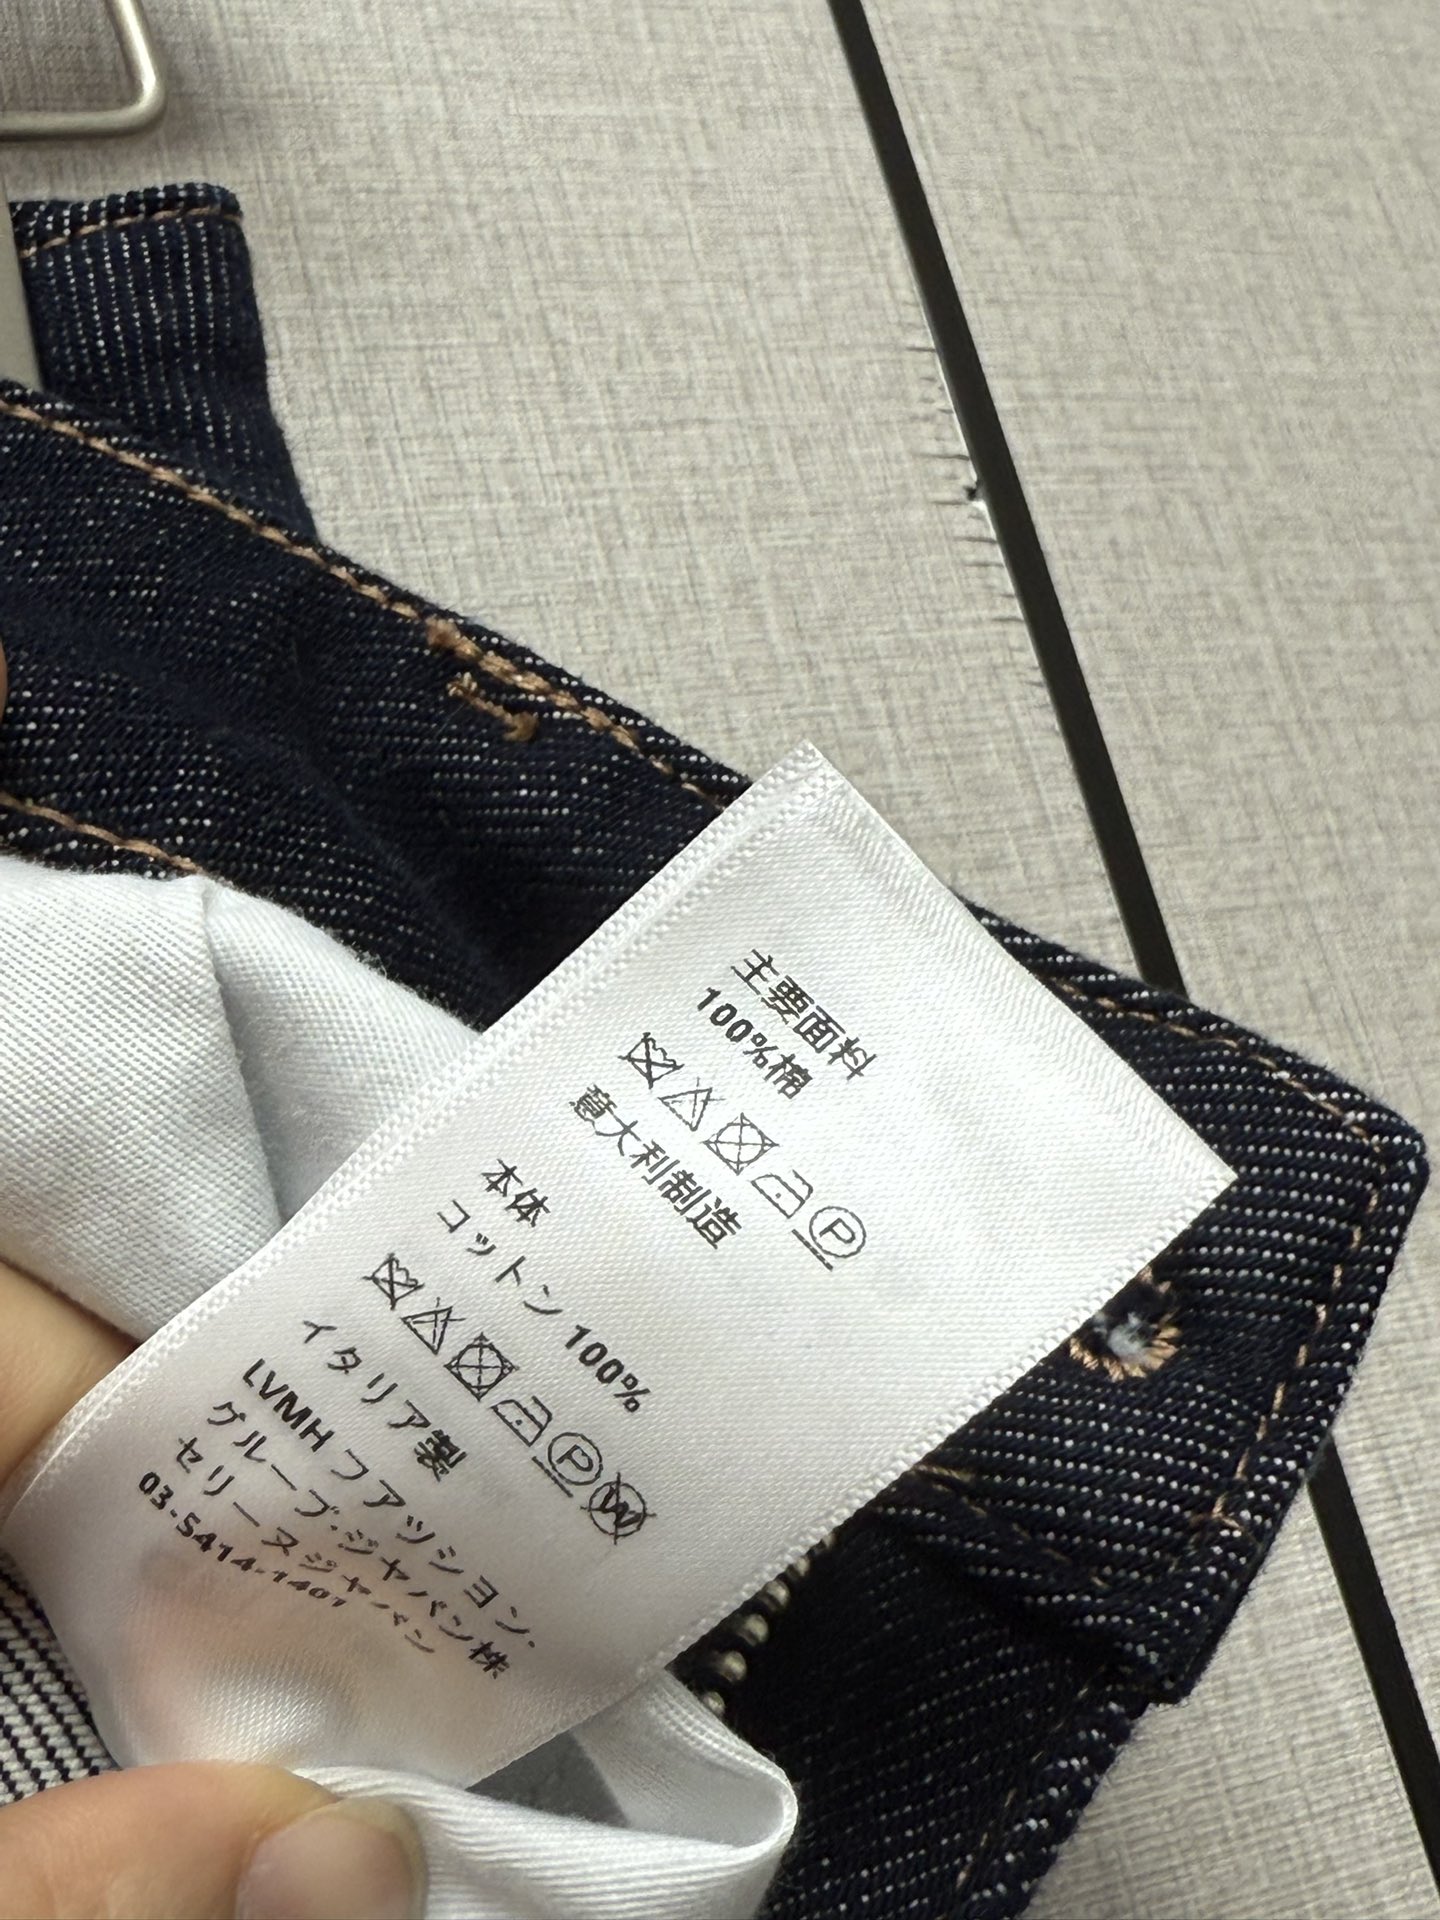 主要面料
100%棉
P
意大利制造
本体
コットン 100%
P W
イタリア製
LVMH ファッション・
グループ・ジャパン株
セリーヌジャパン
03-5414-1401